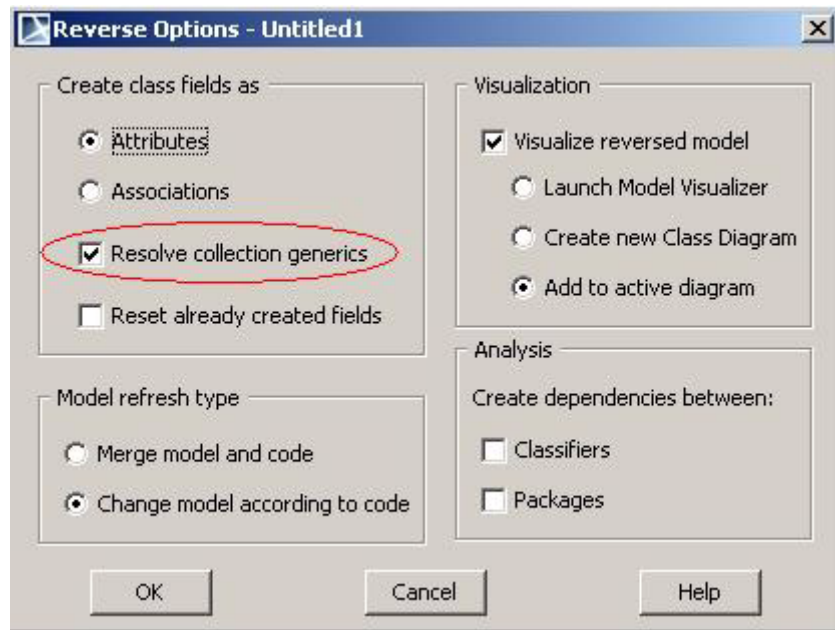 Reverse Options - Untitled1
Create class fields as
Attributes
Associations
Resolve collection generics
Reset already created fields
Model refresh type
Merge model and code
Change model according to code
Visualization
Visualize reversed model
Launch Model Visualizer
Create new Class Diagram
Add to active diagram
Analysis
Create dependencies between:
Classifiers
Packages
OK
Cancel
Help